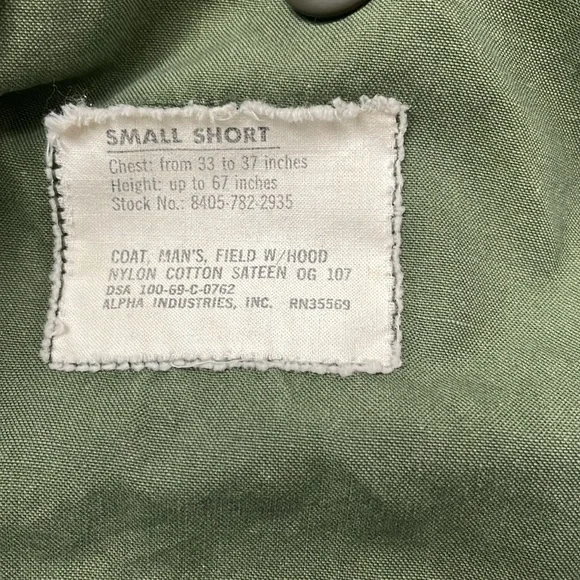 SMALL SHORT
Chest: from 33 to 37 inches
Height: up to 67 inches
Stock No.: 8405-782-2935
COAT, MAN'S, FIELD W/HOOD
NYLON COTTON SATEEN OG 107
DSA 100-69-C-0762
ALPHA INDUSTRIES, INC. RN35569